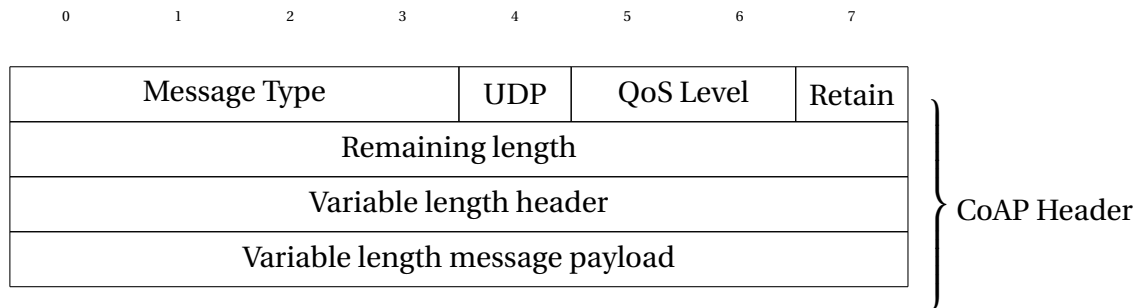 0 1 2 3 4 5 6 7
Message Type UDP QoS Level Retain
Remaining length
Variable length header
CoAP Header
Variable length message payload